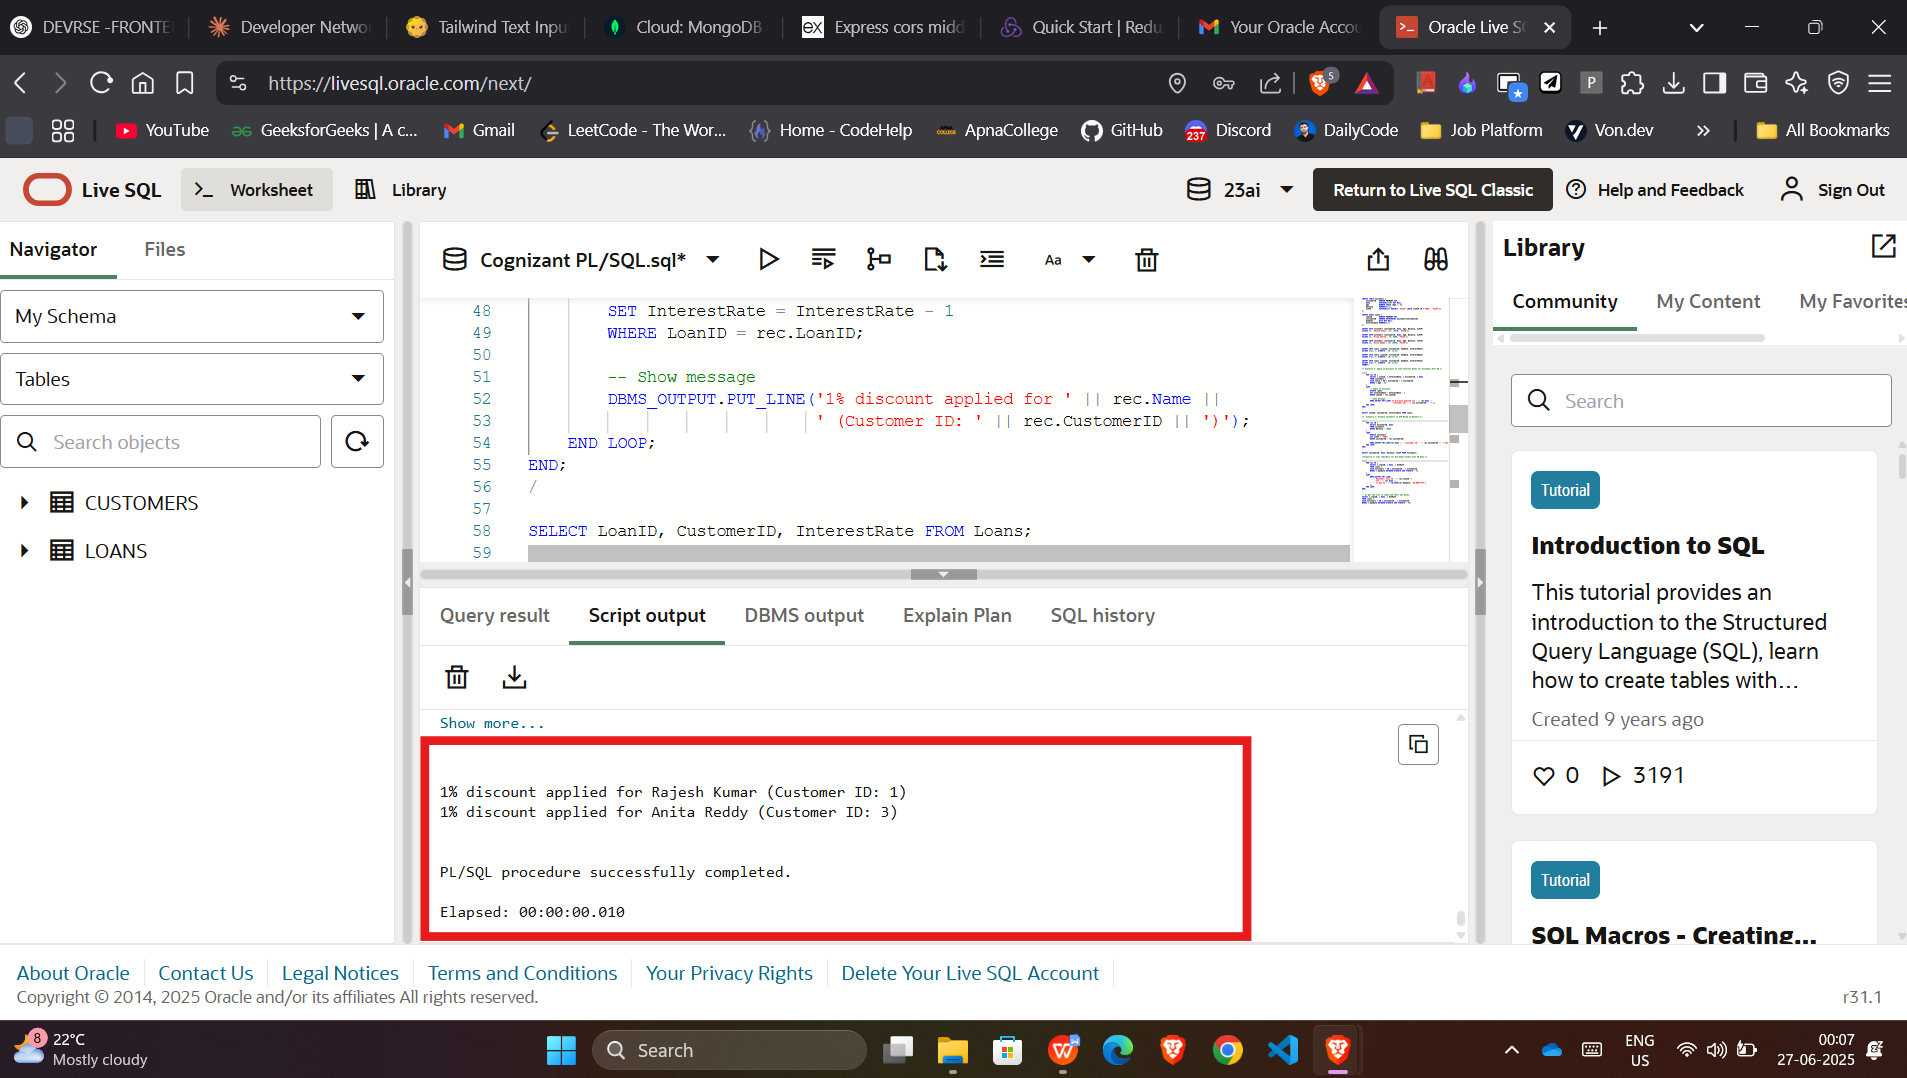 DEVRSE -FRONTE
Developer Netwo
Tailwind Text Inpu
Cloud: MongoDB
Express cors midd
Quick Start | Redu
Your Oracle Accou
Oracle Live S
https://livesql.oracle.com/next/
5
YouTube
GeeksforGeeks | A c...
Gmail
LeetCode - The Wor...
Home - CodeHelp
ApnaCollege
GitHub
237
Discord
DailyCode
Job Platform
Von.dev
All Bookmarks
Live SQL
Worksheet
Library
23ai
Return to Live SQL Classic
Help and Feedback
Sign Out
Navigator
Files
My Schema
Tables
Search objects
CUSTOMERS
LOANS
Cognizant PL/SQL.sql*
Aa
48 SET InterestRate = InterestRate - 1
49 WHERE LoanID = rec.LoanID;
50
51 -- Show message
52 DBMS_OUTPUT.PUT_LINE('1% discount applied for ' || rec.Name ||
53 ' (Customer ID: ' || rec.CustomerID || ')');
54 END LOOP;
55 END;
56 /
57
58 SELECT LoanID, CustomerID, InterestRate FROM Loans;
59
Query result
Script output
DBMS output
Explain Plan
SQL history
Show more...
1% discount applied for Rajesh Kumar (Customer ID: 1)
1% discount applied for Anita Reddy (Customer ID: 3)
PL/SQL procedure successfully completed.
Elapsed: 00:00:00.010
Library
Community
My Content
My Favorites
Search
Tutorial
Introduction to SQL
This tutorial provides an
introduction to the Structured
Query Language (SQL), learn
how to create tables with...
Created 9 years ago
0
3191
Tutorial
SQL Macros - Creating...
About Oracle
Contact Us
Legal Notices
Terms and Conditions
Your Privacy Rights
Delete Your Live SQL Account
Copyright © 2014, 2025 Oracle and/or its affiliates All rights reserved.
r31.1
8
22°C
Mostly cloudy
Search
ENG
US
00:07
27-06-2025